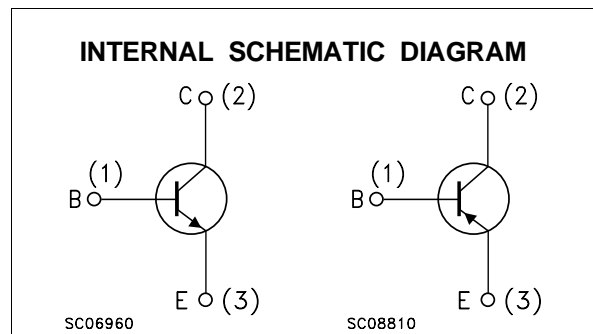 INTERNAL SCHEMATIC DIAGRAM
C (2) C (2)
(1) (1)
B B
E (3) E (3)
SC06960 SC08810